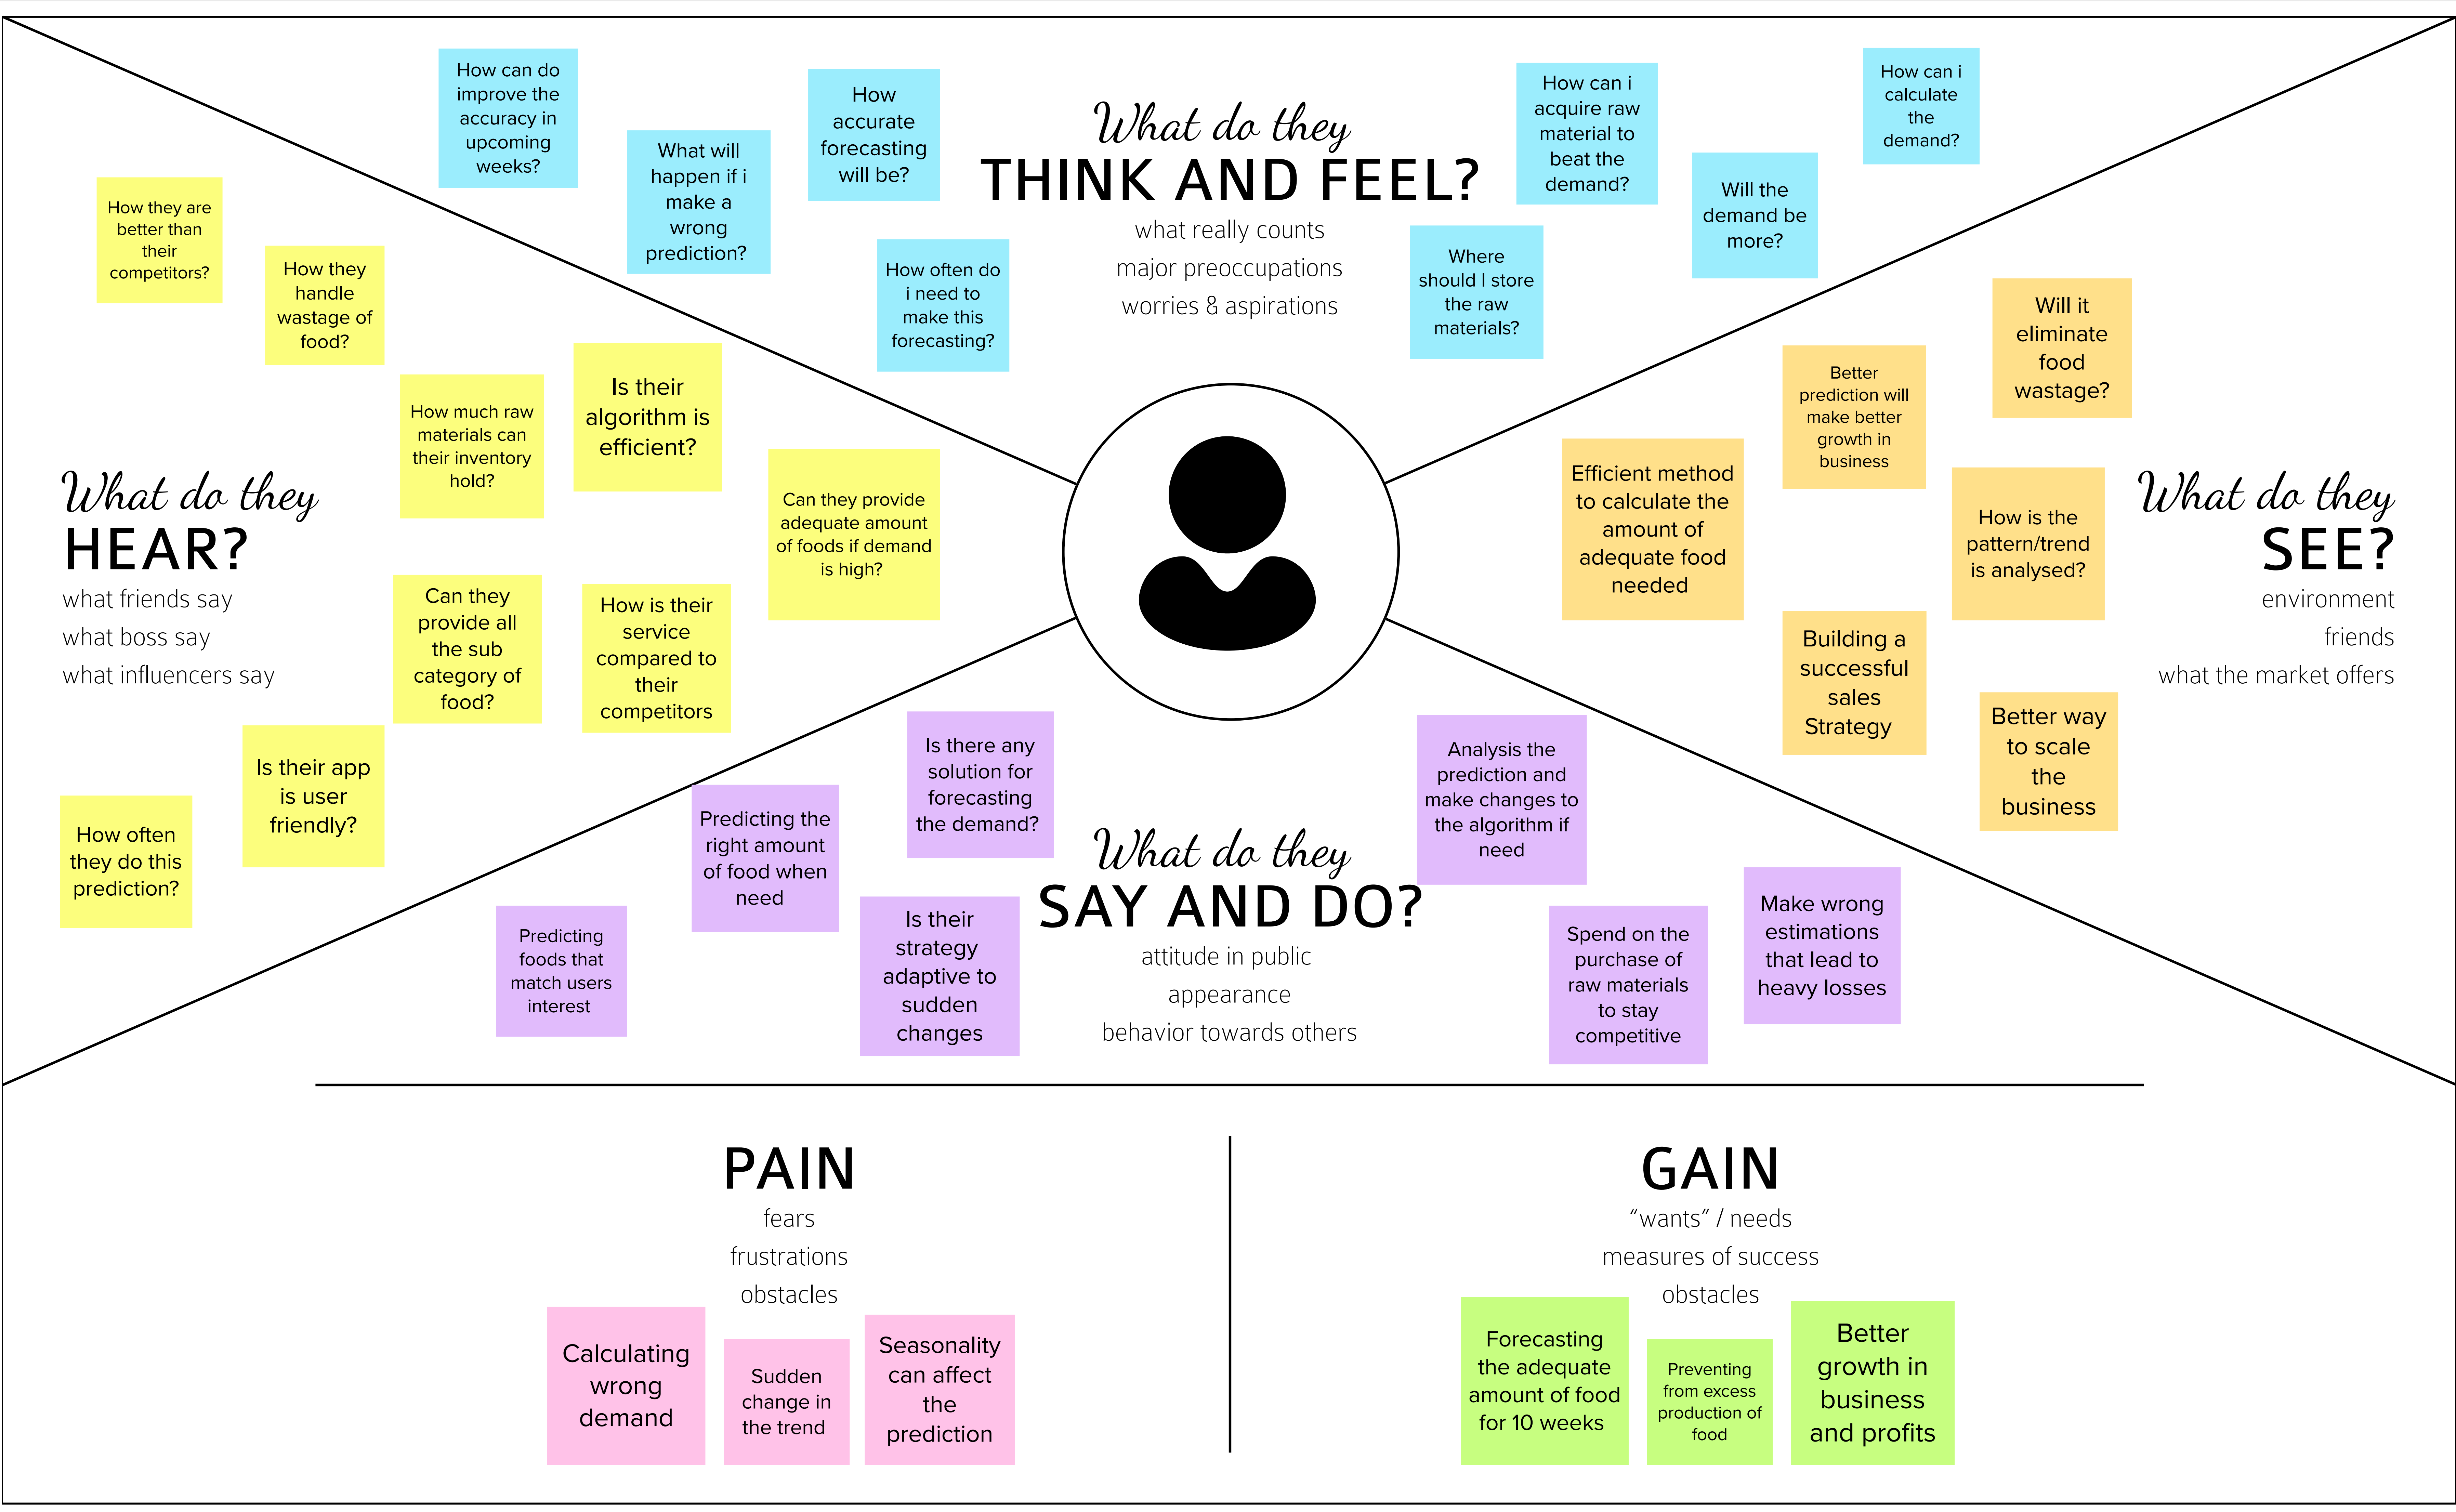 What do they
THINK AND FEEL?
what really counts
major preoccupations
worries & aspirations
How can do
improve the
accuracy in
upcoming
weeks?
What will
happen if i
make a
wrong
prediction?
How
accurate
forecasting
will be?
How often do
i need to
make this
forecasting?
How can i
acquire raw
material to
beat the
demand?
Where
should I store
the raw
materials?
Will the
demand be
more?
How can i
calculate
the
demand?
What do they
HEAR?
what friends say
what boss say
what influencers say
How they are
better than
their
competitors?
How they
handle
wastage of
food?
How much raw
materials can
their inventory
hold?
Is their
algorithm is
efficient?
Can they provide
adequate amount
of foods if demand
is high?
Can they
provide all
the sub
category of
food?
How is their
service
compared to
their
competitors
Is their app
is user
friendly?
How often
they do this
prediction?
What do they
SEE?
environment
friends
what the market offers
Will it
eliminate
food
wastage?
Better
prediction will
make better
growth in
business
Efficient method
to calculate the
amount of
adequate food
needed
How is the
pattern/trend
is analysed?
Building a
successful
sales
Strategy
Better way
to scale
the
business
What do they
SAY AND DO?
attitude in public
appearance
behavior towards others
Is there any
solution for
forecasting
the demand?
Predicting the
right amount
of food when
need
Predicting
foods that
match users
interest
Is their
strategy
adaptive to
sudden
changes
Analysis the
prediction and
make changes to
the algorithm if
need
Spend on the
purchase of
raw materials
to stay
competitive
Make wrong
estimations
that lead to
heavy losses
PAIN
fears
frustrations
obstacles
Calculating
wrong
demand
Sudden
change in
the trend
Seasonality
can affect
the
prediction
GAIN
“wants” / needs
measures of success
obstacles
Forecasting
the adequate
amount of food
for 10 weeks
Preventing
from excess
production of
food
Better
growth in
business
and profits